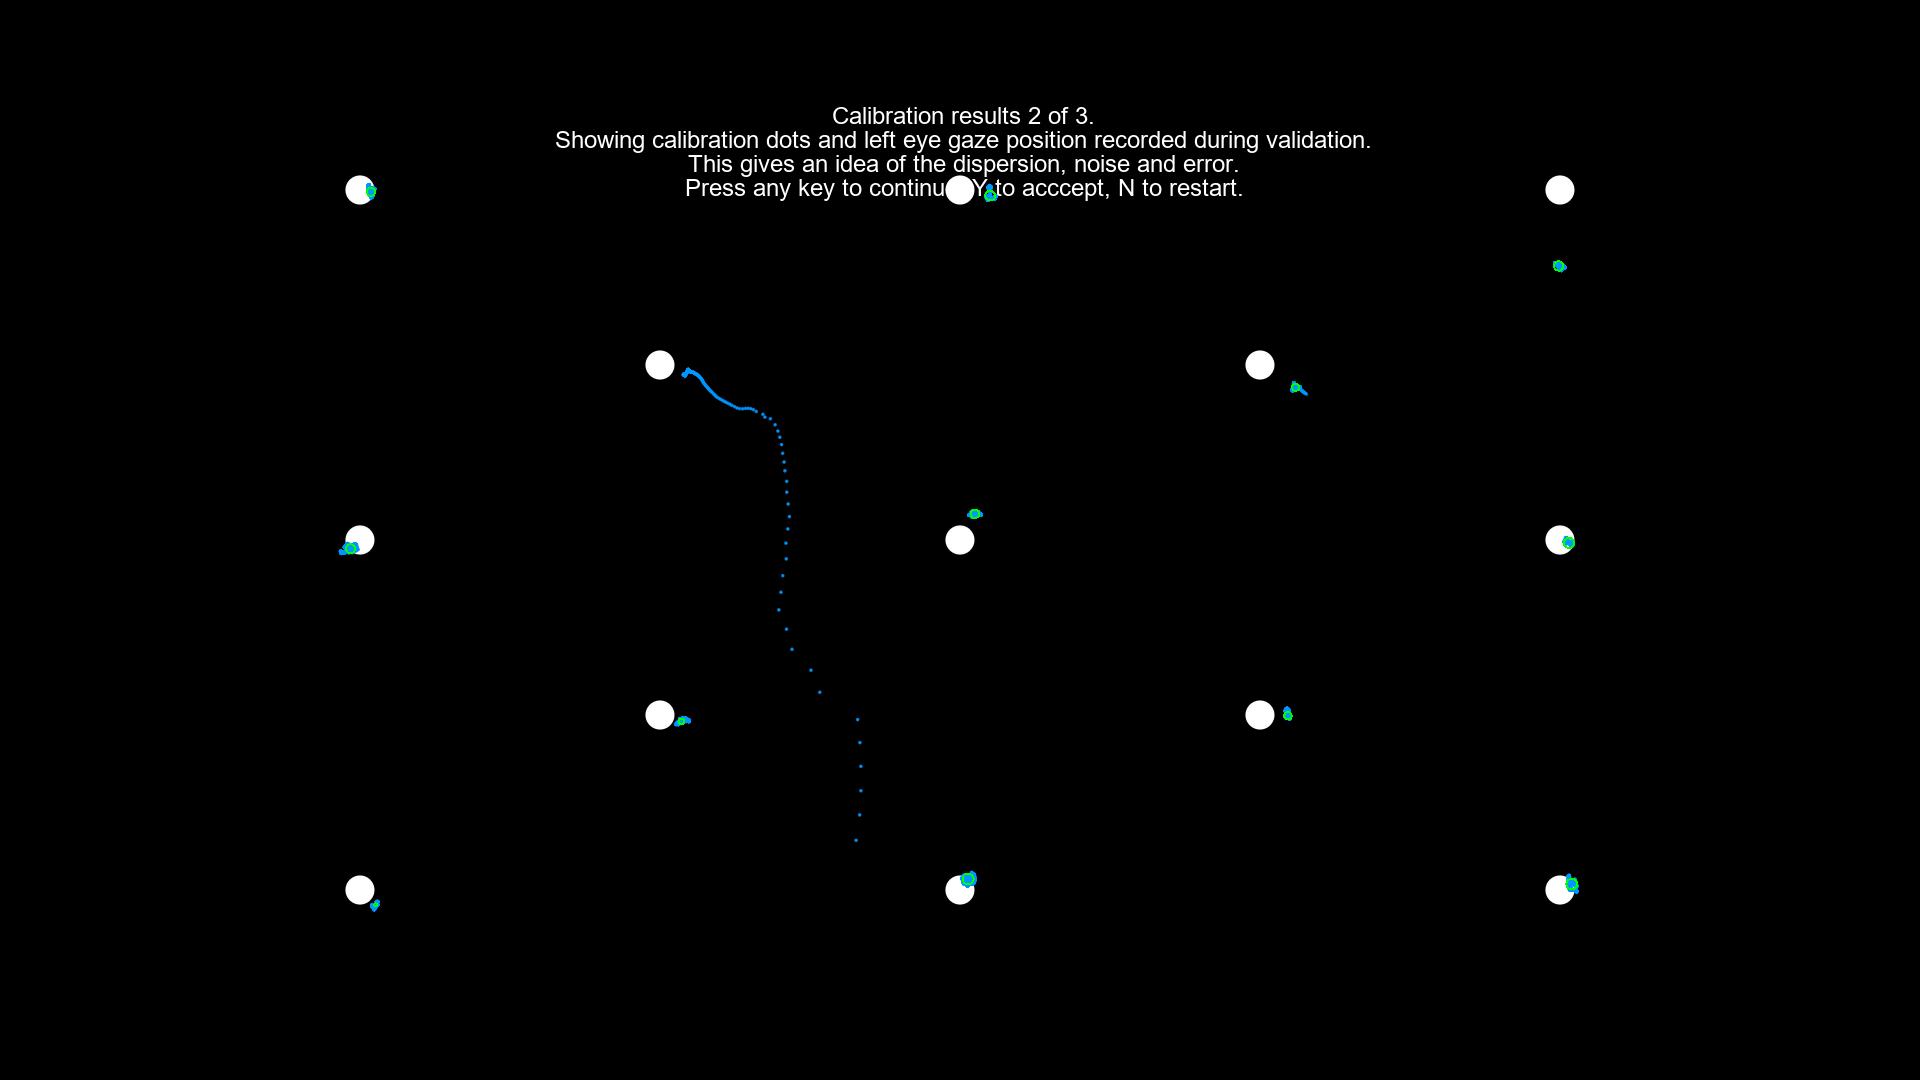 Calibration results 2 of 3.
Showing calibration dots and left eye gaze position recorded during validation.
This gives an idea of the dispersion, noise and error.
Press any key to continu Y to acccept, N to restart.